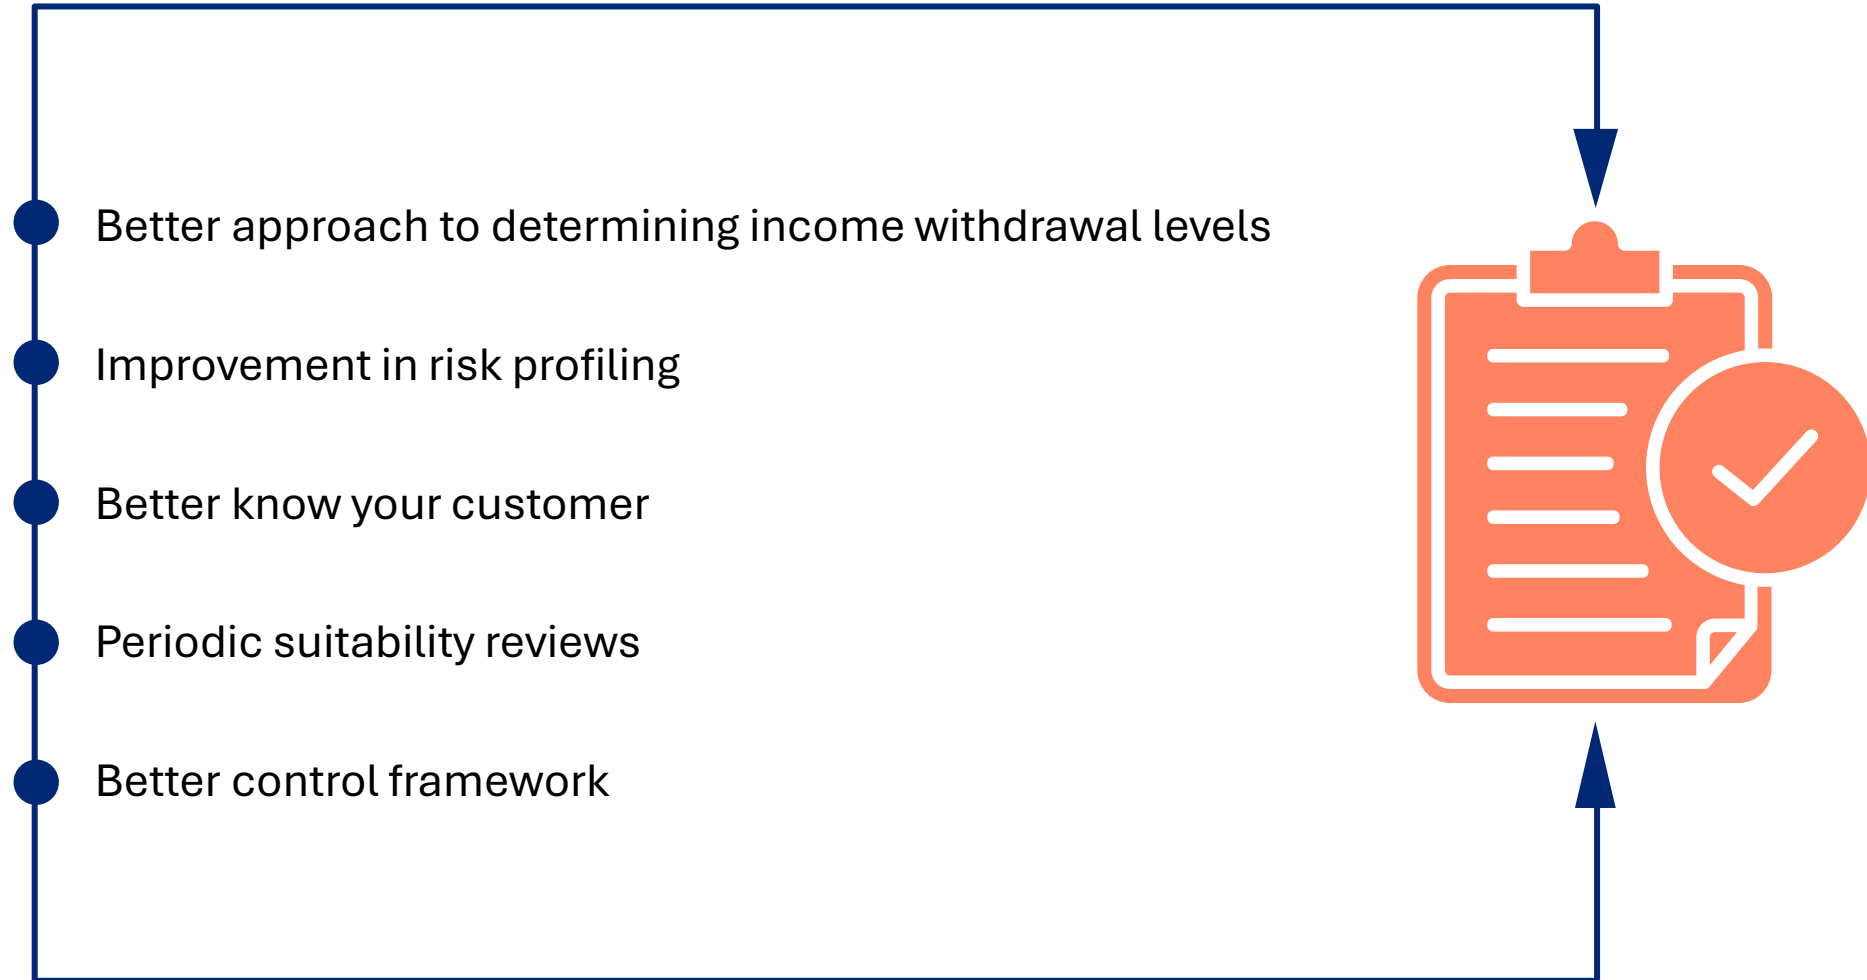 Better approach to determining income withdrawal levels
Improvement in risk profiling
Better know your customer
Periodic suitability reviews
Better control framework